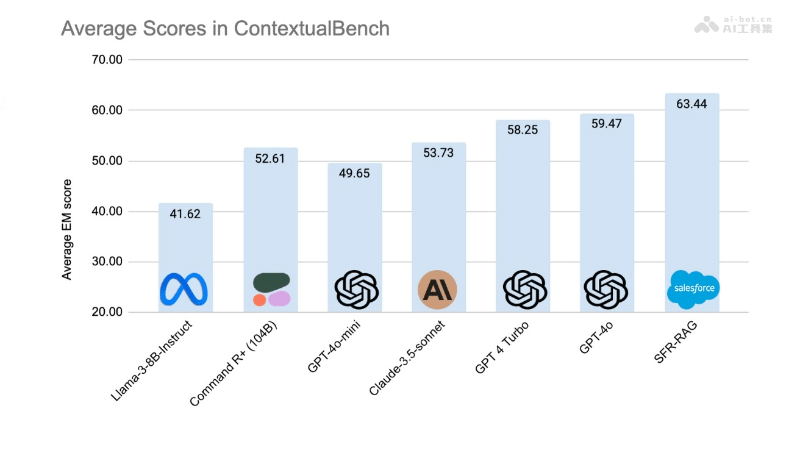 Average Scores in ContextualBench
ai-bot.cn
AI工具集
70.00
60.00
50.00
40.00
30.00
20.00
Average EM score
41.62
52.61
49.65
53.73
58.25
59.47
63.44
salesforce
Llama-3-8B-Instruct
Command R+ (104B)
GPT-4o-mini
Claude-3.5-sonnet
GPT 4 Turbo
GPT-4o
SFR-RAG